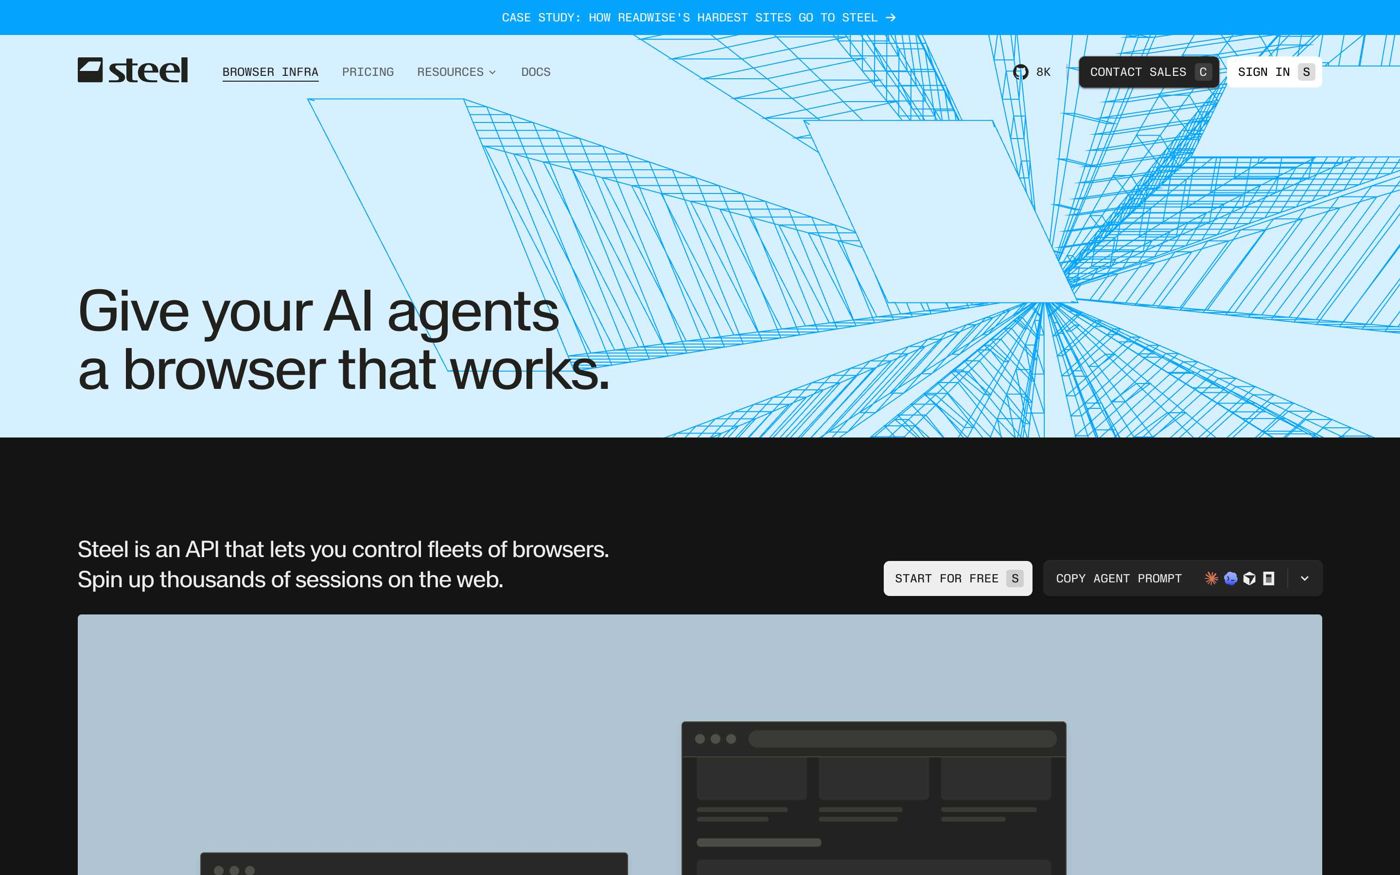 CASE STUDY: HOW READWISE'S HARDEST SITES GO TO STEEL →
steel
BROWSER INFRA
PRICING
RESOURCES
DOCS
8K
CONTACT SALES C
SIGN IN S
Give your AI agents
a browser that works.
Steel is an API that lets you control fleets of browsers.
Spin up thousands of sessions on the web.
START FOR FREE S
COPY AGENT PROMPT